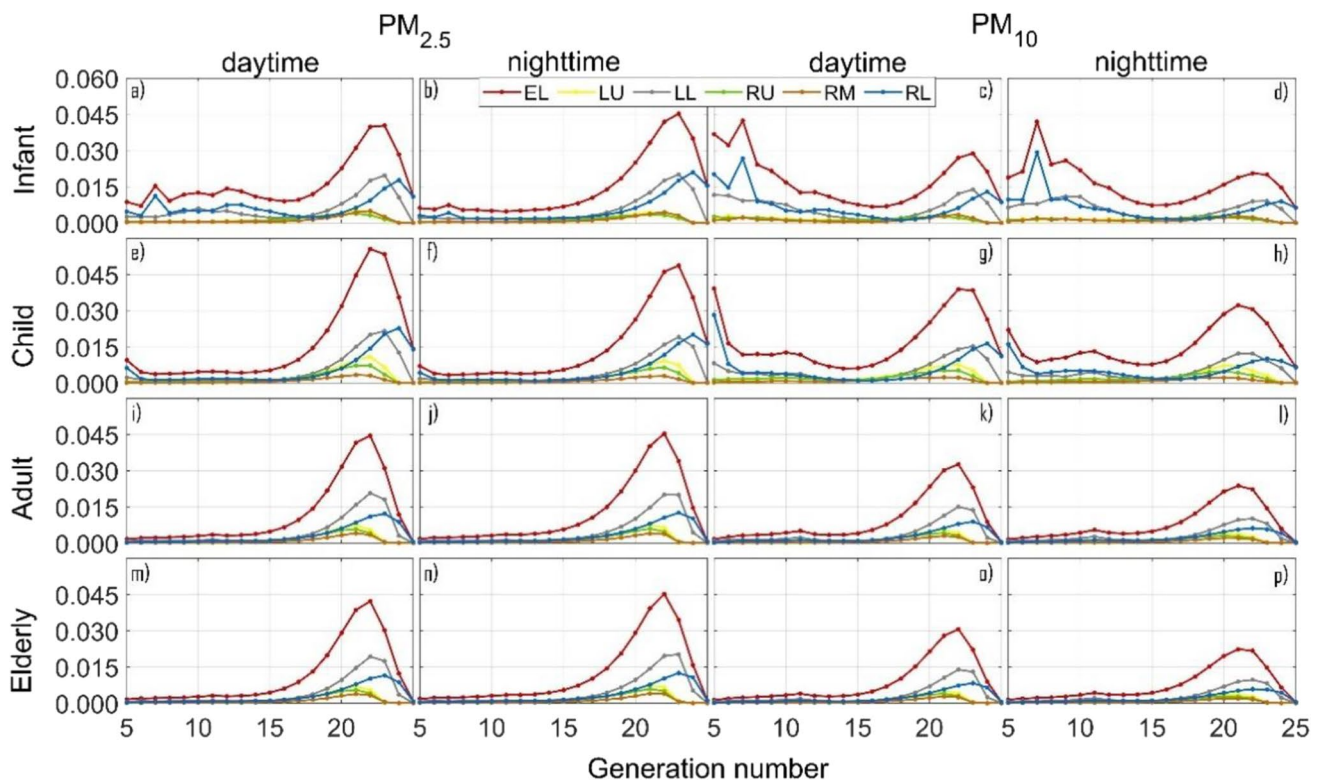 PM2.5 PM10
daytime nighttime daytime nighttime
EL LU LL RU RM RL
Infant
0.060
0.045
0.030
0.015
0.000
a) b) c) d)
Child
0.045
0.030
0.015
0.000
e) f) g) h)
Adult
0.045
0.030
0.015
0.000
i) j) k) l)
Elderly
0.045
0.030
0.015
0.000
m) n) o) p)
5 10 15 20 5 10 15 20 5 10 15 20 5 10 15 20 25
Generation number